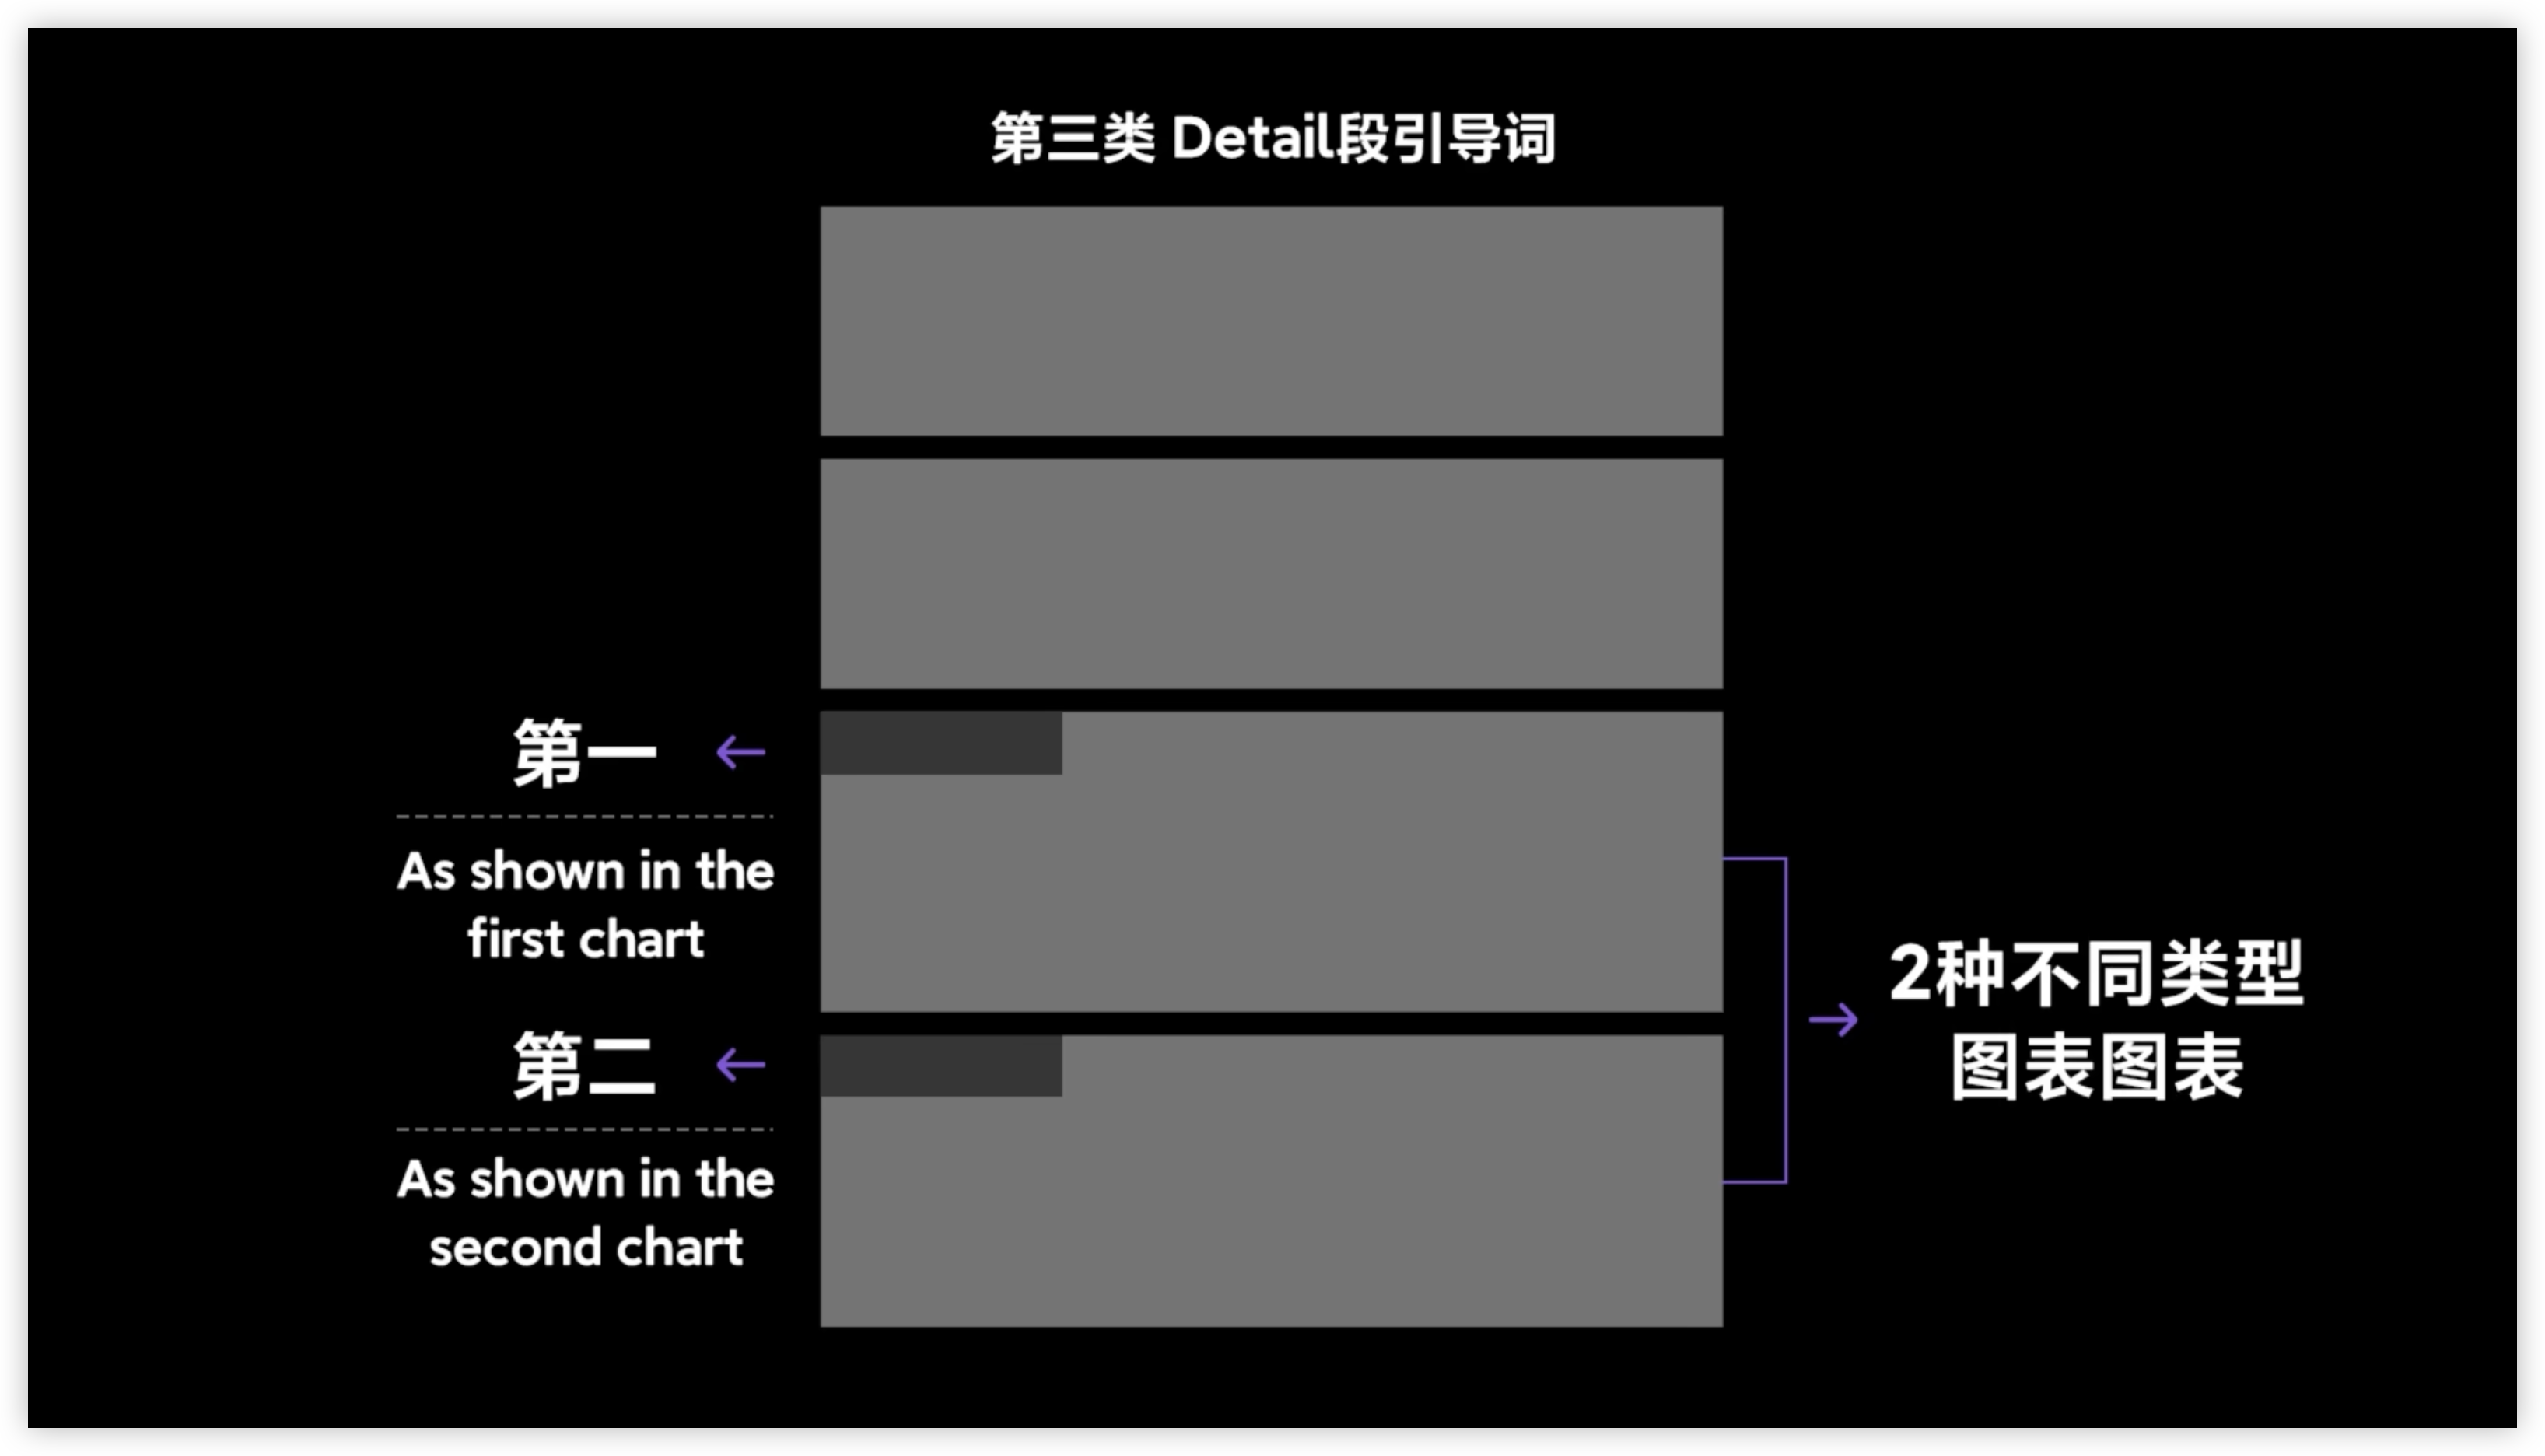 第三类 Detail段引导词
第一
As shown in the
first chart
第二
As shown in the
second chart
2种不同类型
图表图表